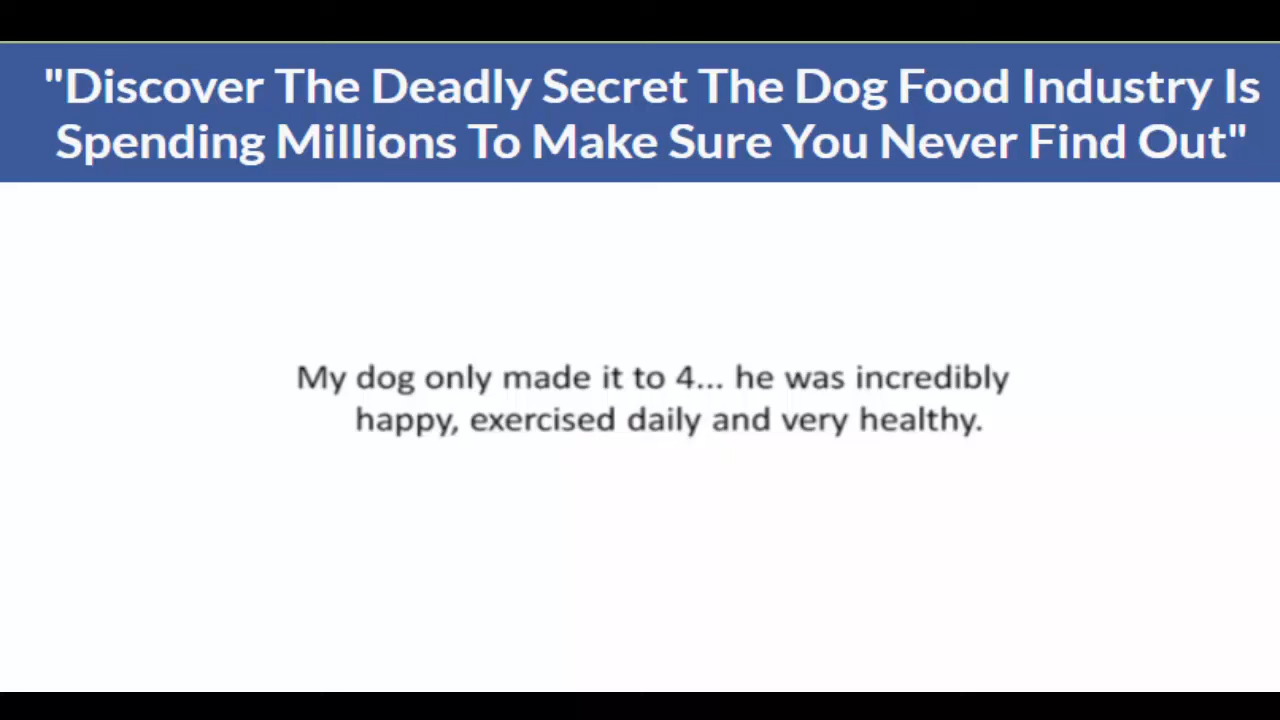 "Discover The Deadly Secret The Dog Food Industry Is
Spending Millions To Make Sure You Never Find Out"
My dog only made it to 4... he was incredibly
happy, exercised daily and very healthy.